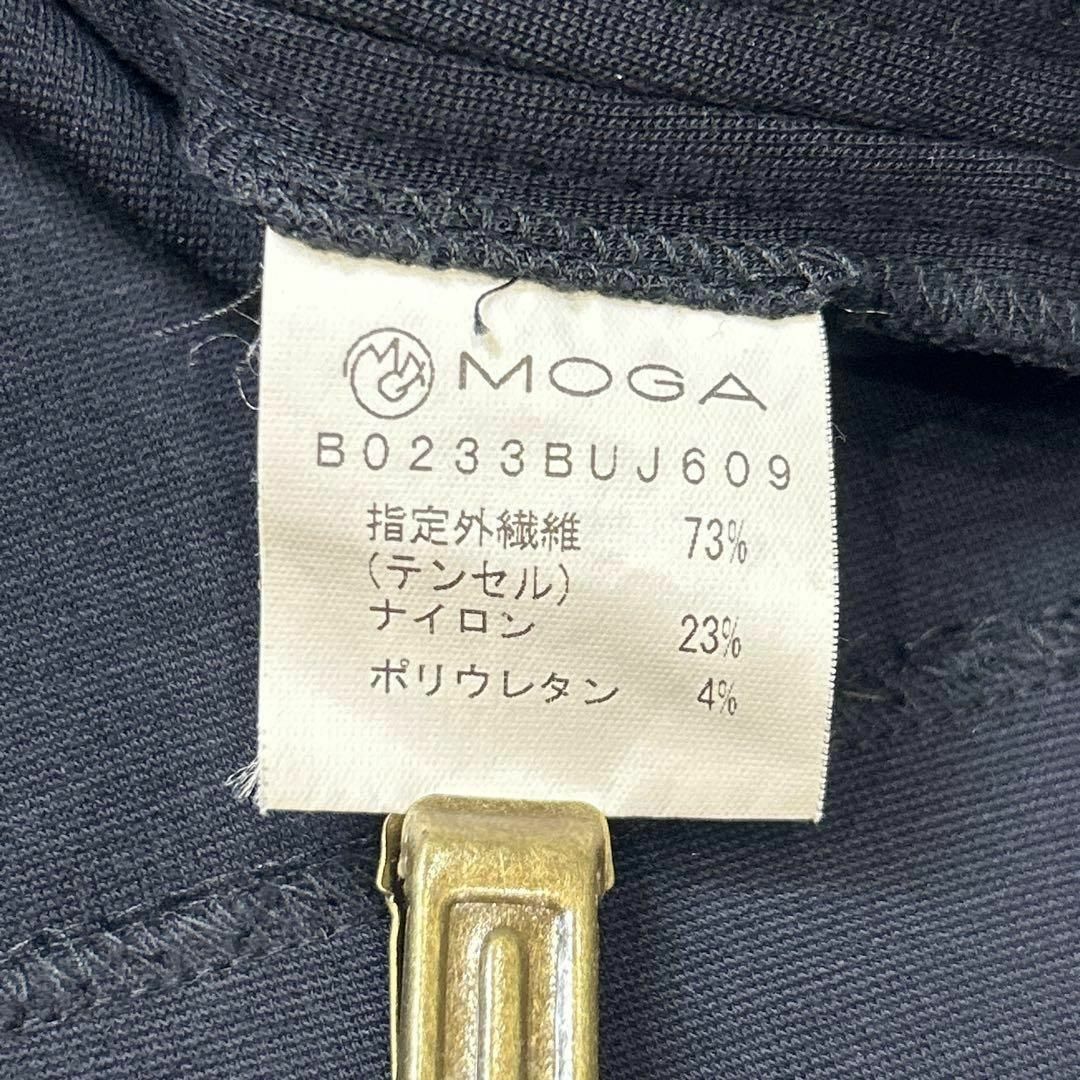 MOGA MOGA
B0233BUJ609
指定外繊維 73%
(テンセル)
ナイロン 23%
ポリウレタン 4%